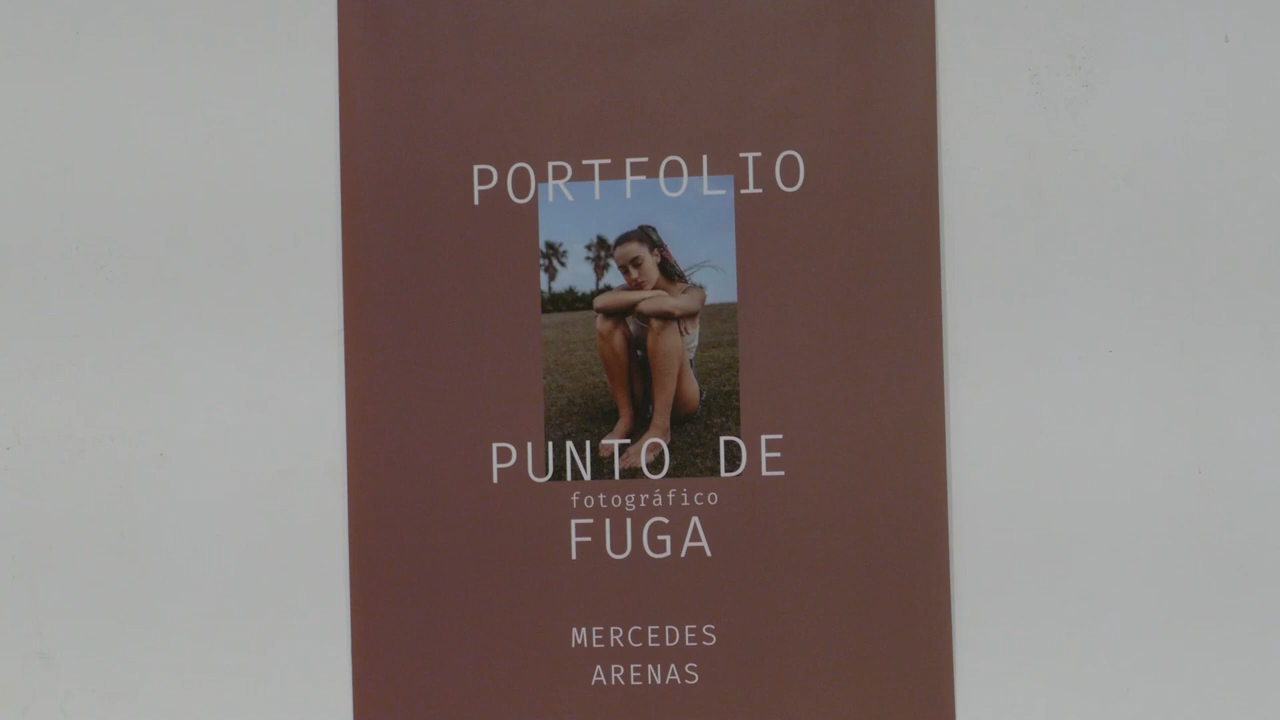 PORTFOLIO
PUNTO DE
fotográfico
FUGA
MERCEDES
ARENAS